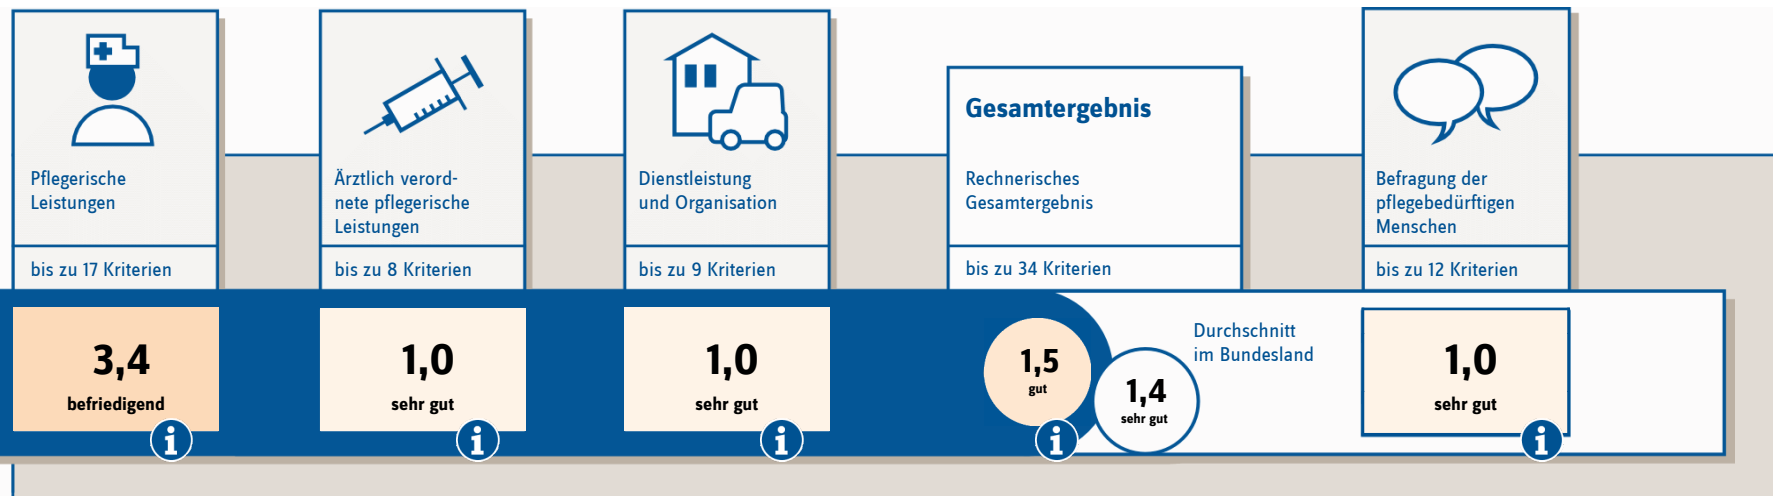 Pflegerische
Leistungen
bis zu 17 Kriterien
3,4
befriedigend
i
Ärztlich verord-
nete pflegerische
Leistungen
bis zu 8 Kriterien
1,0
sehr gut
i
Dienstleistung
und Organisation
bis zu 9 Kriterien
1,0
sehr gut
i
Gesamtergebnis
Rechnerisches
Gesamtergebnis
bis zu 34 Kriterien
1,5
gut
i
1,4
sehr gut
Durchschnitt
im Bundesland
Befragung der
pflegebedürftigen
Menschen
bis zu 12 Kriterien
1,0
sehr gut
i